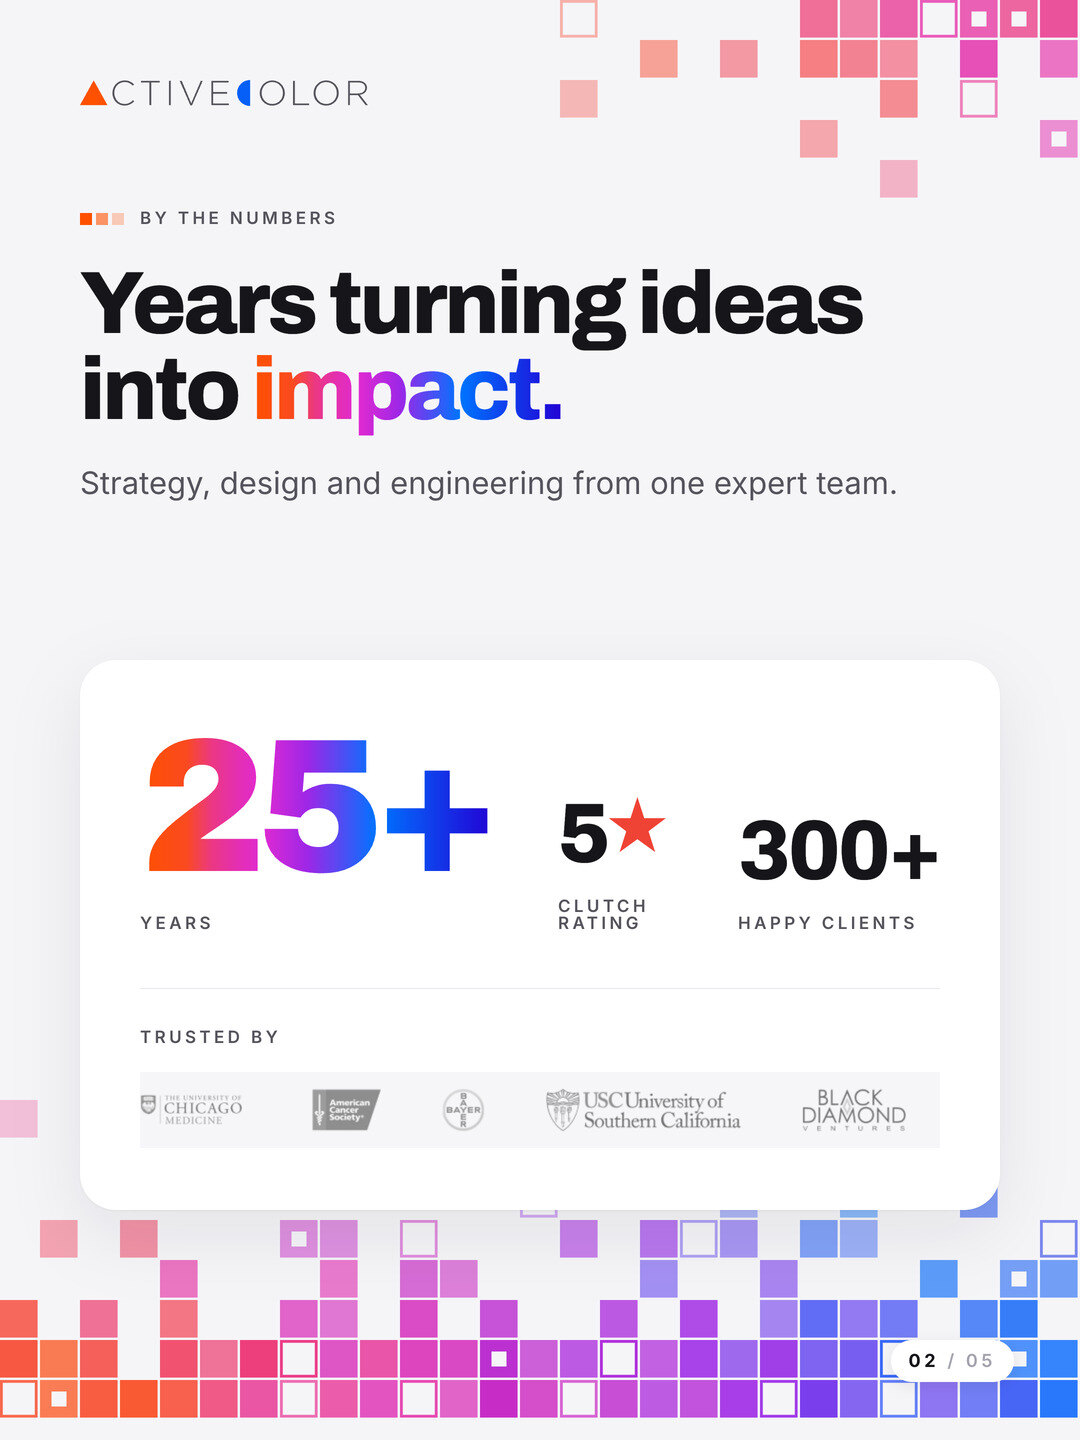 ACTIVECOLOR
BY THE NUMBERS
Years turning ideas
into impact.
Strategy, design and engineering from one expert team.
25+
YEARS
5★
CLUTCH
RATING
300+
HAPPY CLIENTS
TRUSTED BY
THE UNIVERSITY OF
CHICAGO
MEDICINE
American
Cancer
Society®
BAYER
BAYER
USC University of
Southern California
BLACK
DIAMOND
VENTURES
02 / 05